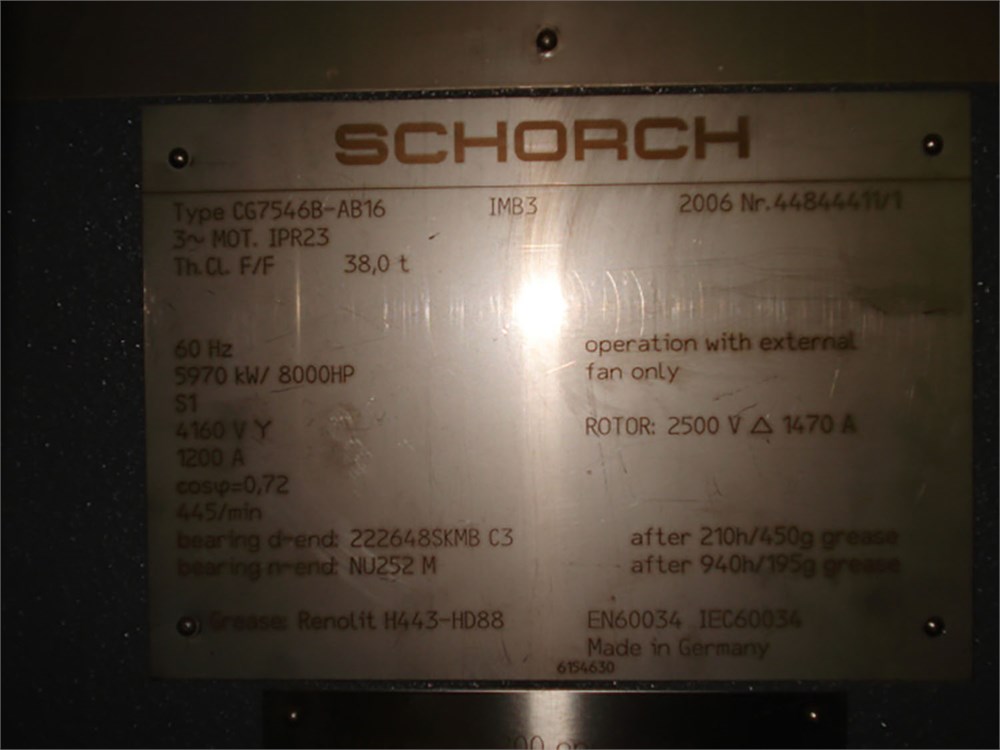 SCHORCH
Type CG7546B-AB16 IMB3 2006 Nr.44844411/1
3~ MOT. IPR23
Th.Cl. F/F 38,0 t
60 Hz
5970 kW/ 8000HP
S1
4160 V Y
1200 A
cosφ=0,72
445/min
operation with external
fan only
ROTOR: 2500 V △ 1470 A
bearing d-end: 222648SKMB C3 after 210h/450g grease
bearing n-end: NU252 M after 940h/195g grease
Grease: Renolit H443-HD88 EN60034 IEC60034
Made in Germany
6154630